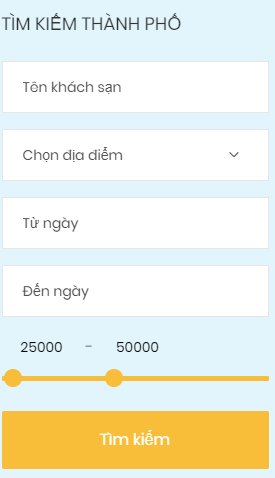 TÌM KIẾM THÀNH PHỐ
Tên khách sạn
Chọn địa điểm
Từ ngày
Đến ngày
25000 – 50000
Tìm kiếm